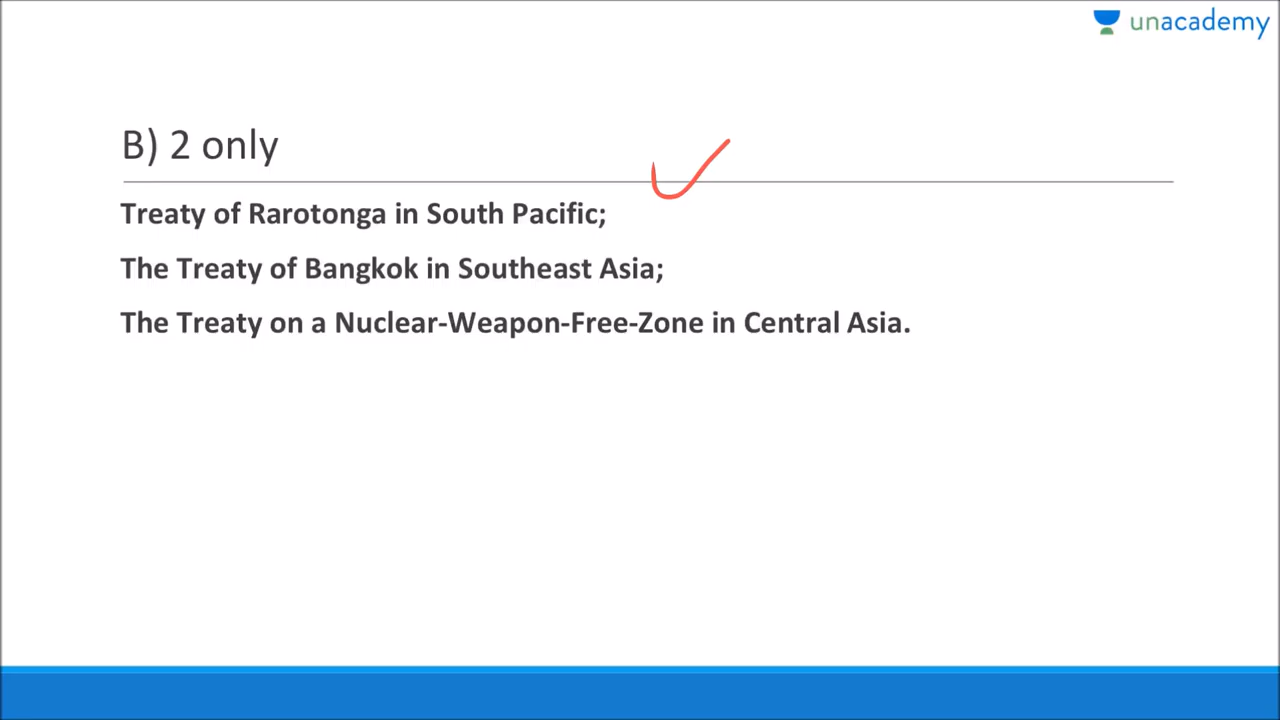 unacademy
B) 2 only
Treaty of Rarotonga in South Pacific;
The Treaty of Bangkok in Southeast Asia;
The Treaty on a Nuclear-Weapon-Free-Zone in Central Asia.